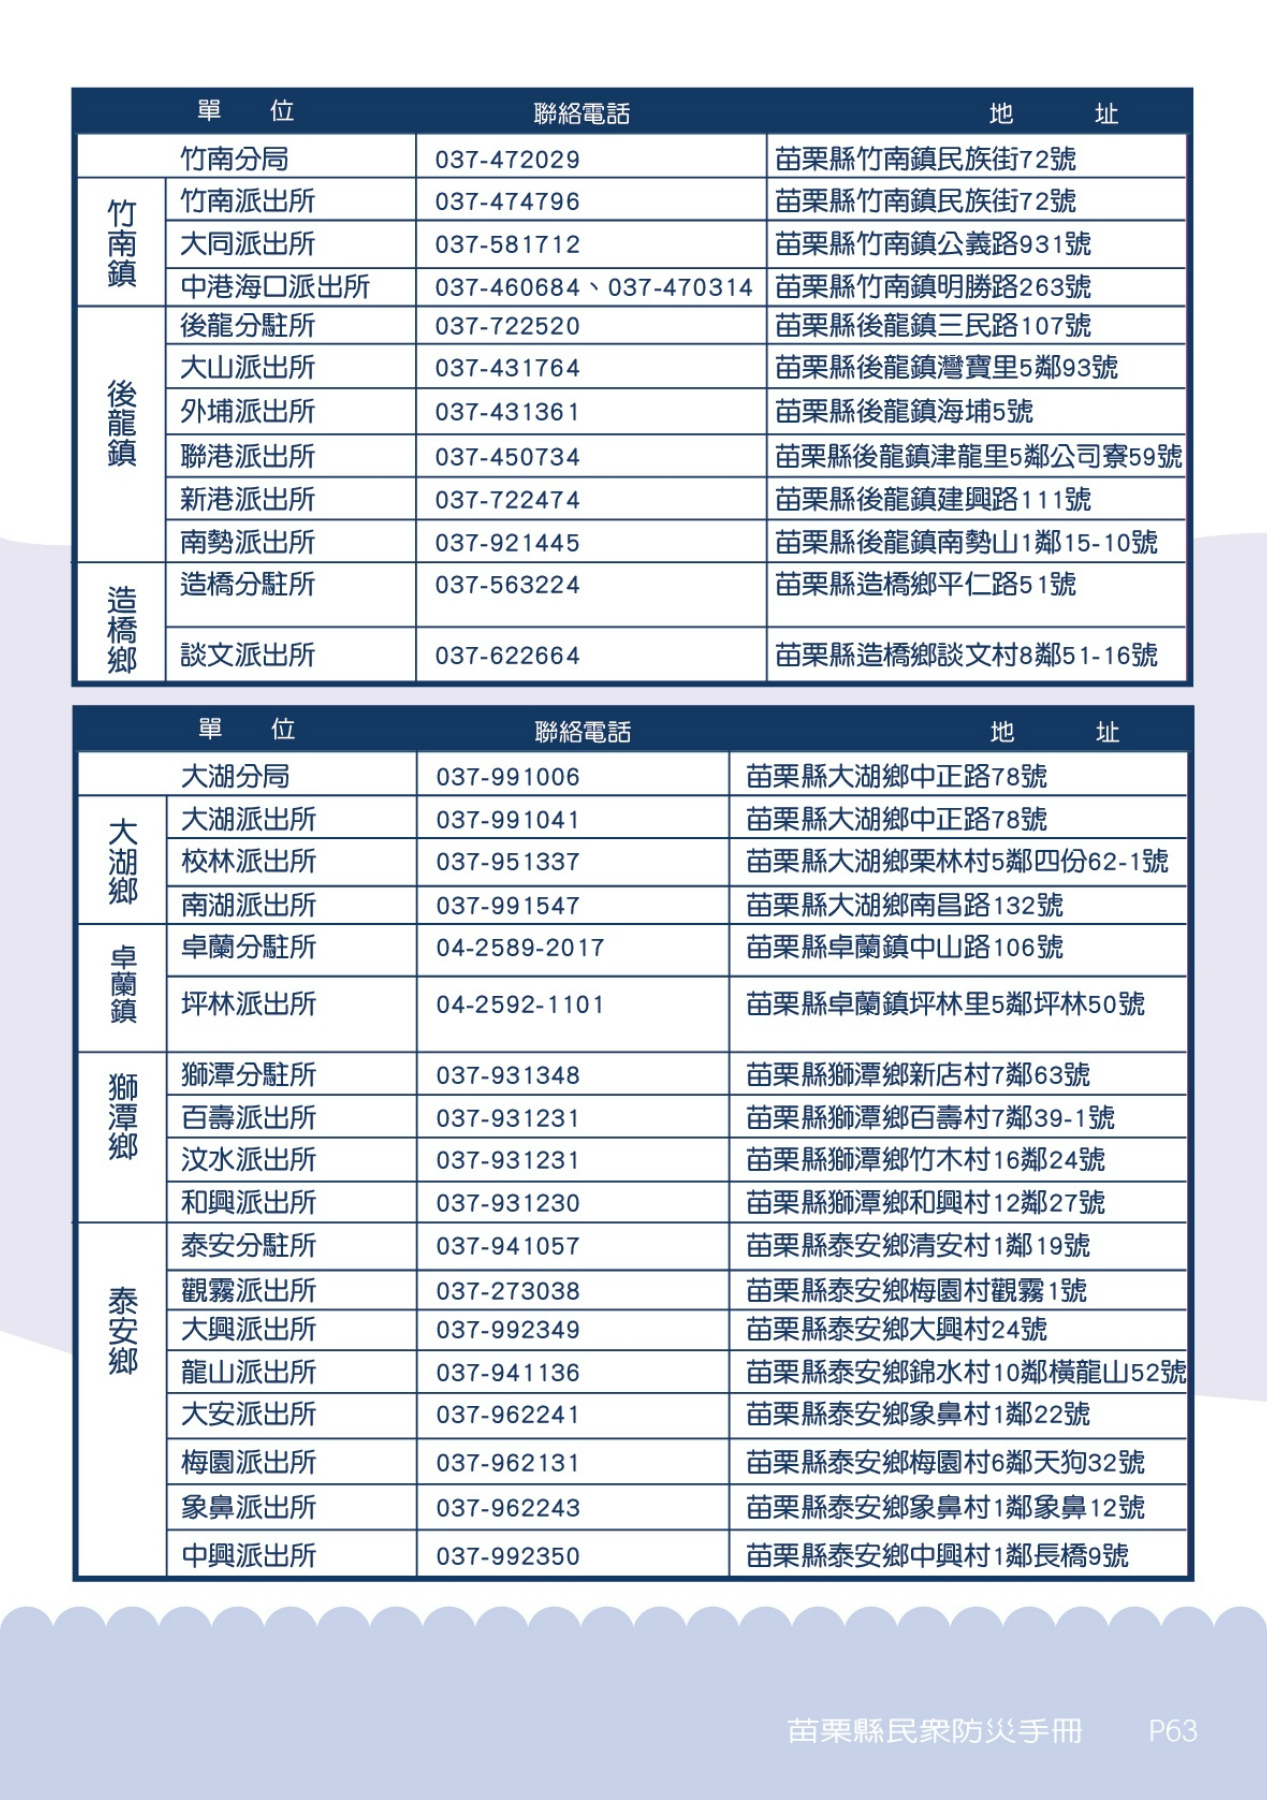 單 位 聯絡電話 地 址
竹南分局 037-472029 苗栗縣竹南鎮民族街72號
竹南鎮
竹南派出所 037-474796 苗栗縣竹南鎮民族街72號
大同派出所 037-581712 苗栗縣竹南鎮公義路931號
中港海口派出所 037-460684、037-470314 苗栗縣竹南鎮明勝路263號
後龍鎮
後龍分駐所 037-722520 苗栗縣後龍鎮三民路107號
大山派出所 037-431764 苗栗縣後龍鎮灣寶里5鄰93號
外埔派出所 037-431361 苗栗縣後龍鎮海埔5號
聯港派出所 037-450734 苗栗縣後龍鎮津龍里5鄰公司寮59號
新港派出所 037-722474 苗栗縣後龍鎮建興路111號
南勢派出所 037-921445 苗栗縣後龍鎮南勢山1鄰15-10號
造橋鄉
造橋分駐所 037-563224 苗栗縣造橋鄉平仁路51號
談文派出所 037-622664 苗栗縣造橋鄉談文村8鄰51-16號
單 位 聯絡電話 地 址
大湖分局 037-991006 苗栗縣大湖鄉中正路78號
大湖鄉
大湖派出所 037-991041 苗栗縣大湖鄉中正路78號
校林派出所 037-951337 苗栗縣大湖鄉栗林村5鄰四份62-1號
南湖派出所 037-991547 苗栗縣大湖鄉南昌路132號
卓蘭鎮
卓蘭分駐所 04-2589-2017 苗栗縣卓蘭鎮中山路106號
坪林派出所 04-2592-1101 苗栗縣卓蘭鎮坪林里5鄰坪林50號
獅潭鄉
獅潭分駐所 037-931348 苗栗縣獅潭鄉新店村7鄰63號
百壽派出所 037-931231 苗栗縣獅潭鄉百壽村7鄰39-1號
汶水派出所 037-931231 苗栗縣獅潭鄉竹木村16鄰24號
和興派出所 037-931230 苗栗縣獅潭鄉和興村12鄰27號
泰安鄉
泰安分駐所 037-941057 苗栗縣泰安鄉清安村1鄰19號
觀霧派出所 037-273038 苗栗縣泰安鄉梅園村觀霧1號
大興派出所 037-992349 苗栗縣泰安鄉大興村24號
龍山派出所 037-941136 苗栗縣泰安鄉錦水村10鄰橫龍山52號
大安派出所 037-962241 苗栗縣泰安鄉象鼻村1鄰22號
梅園派出所 037-962131 苗栗縣泰安鄉梅園村6鄰天狗32號
象鼻派出所 037-962243 苗栗縣泰安鄉象鼻村1鄰象鼻12號
中興派出所 037-992350 苗栗縣泰安鄉中興村1鄰長橋9號
苗栗縣民眾防災手冊 P63